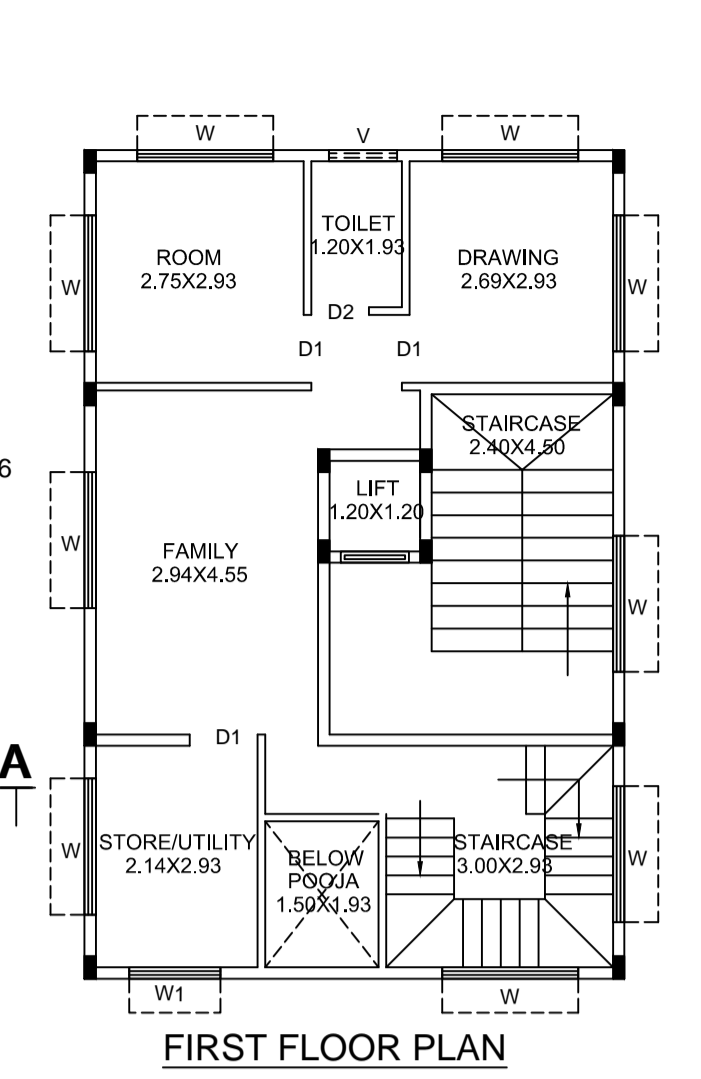 W
V
W
TOILET
1.20X1.93
ROOM
2.75X2.93
DRAWING
2.69X2.93
W
W
D2
D1
D1
STAIRCASE
2.40X4.50
6
LIFT
1.20X1.20
W
FAMILY
2.94X4.55
W
D1
A
STORE/UTILITY
2.14X2.93
W
BELOW
POOJA
1.50X1.93
STAIRCASE
3.00X2.93
W
W1
W
FIRST FLOOR PLAN